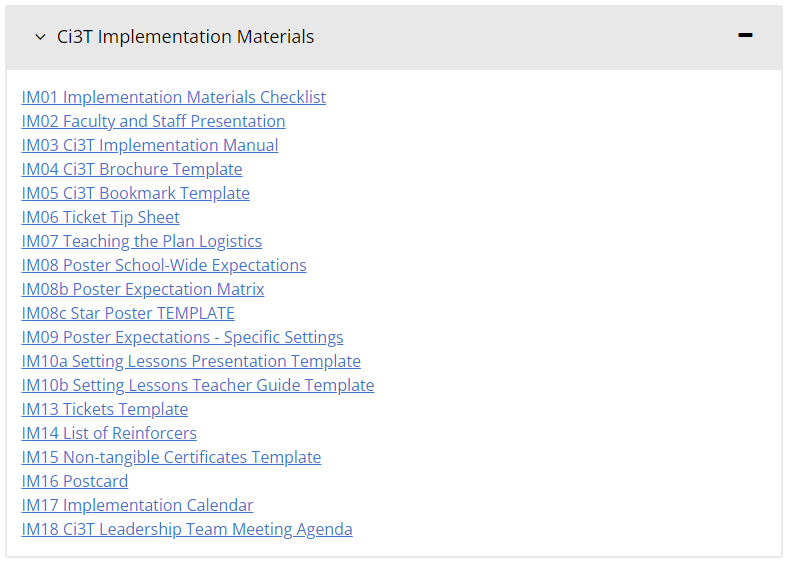 Ci3T Implementation Materials
IM01 Implementation Materials Checklist
IM02 Faculty and Staff Presentation
IM03 Ci3T Implementation Manual
IM04 Ci3T Brochure Template
IM05 Ci3T Bookmark Template
IM06 Ticket Tip Sheet
IM07 Teaching the Plan Logistics
IM08 Poster School-Wide Expectations
IM08b Poster Expectation Matrix
IM08c Star Poster TEMPLATE
IM09 Poster Expectations - Specific Settings
IM10a Setting Lessons Presentation Template
IM10b Setting Lessons Teacher Guide Template
IM13 Tickets Template
IM14 List of Reinforcers
IM15 Non-tangible Certificates Template
IM16 Postcard
IM17 Implementation Calendar
IM18 Ci3T Leadership Team Meeting Agenda